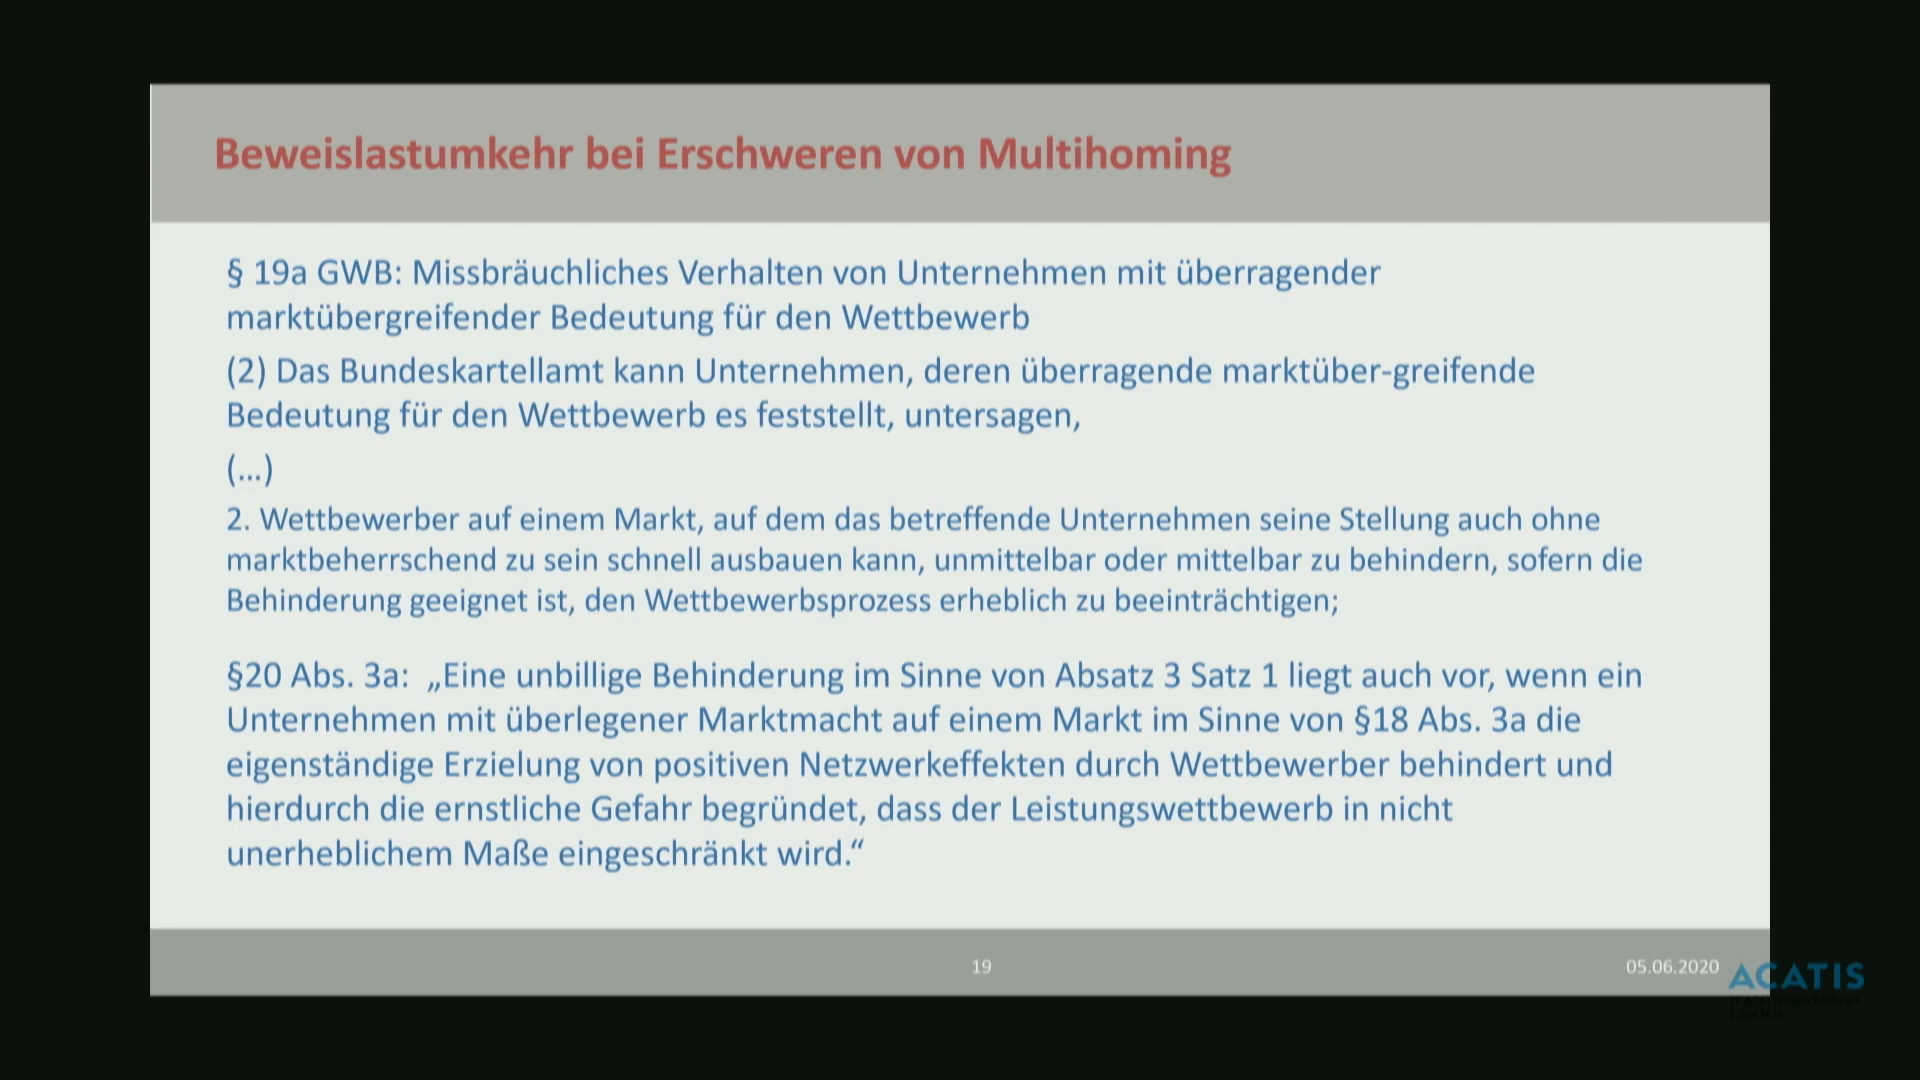 Beweislastumkehr bei Erschweren von Multihoming
§ 19a GWB: Missbräuchliches Verhalten von Unternehmen mit überragender
marktübergreifender Bedeutung für den Wettbewerb
(2) Das Bundeskartellamt kann Unternehmen, deren überragende marktüber-greifende
Bedeutung für den Wettbewerb es feststellt, untersagen,
(...)
2. Wettbewerber auf einem Markt, auf dem das betreffende Unternehmen seine Stellung auch ohne
marktbeherrschend zu sein schnell ausbauen kann, unmittelbar oder mittelbar zu behindern, sofern die
Behinderung geeignet ist, den Wettbewerbsprozess erheblich zu beeinträchtigen;
§20 Abs. 3a: „Eine unbillige Behinderung im Sinne von Absatz 3 Satz 1 liegt auch vor, wenn ein
Unternehmen mit überlegener Marktmacht auf einem Markt im Sinne von §18 Abs. 3a die
eigenständige Erzielung von positiven Netzwerkeffekten durch Wettbewerber behindert und
hierdurch die ernstliche Gefahr begründet, dass der Leistungswettbewerb in nicht
unerheblichem Maße eingeschränkt wird.“
19
05.06.2020
ACATIS